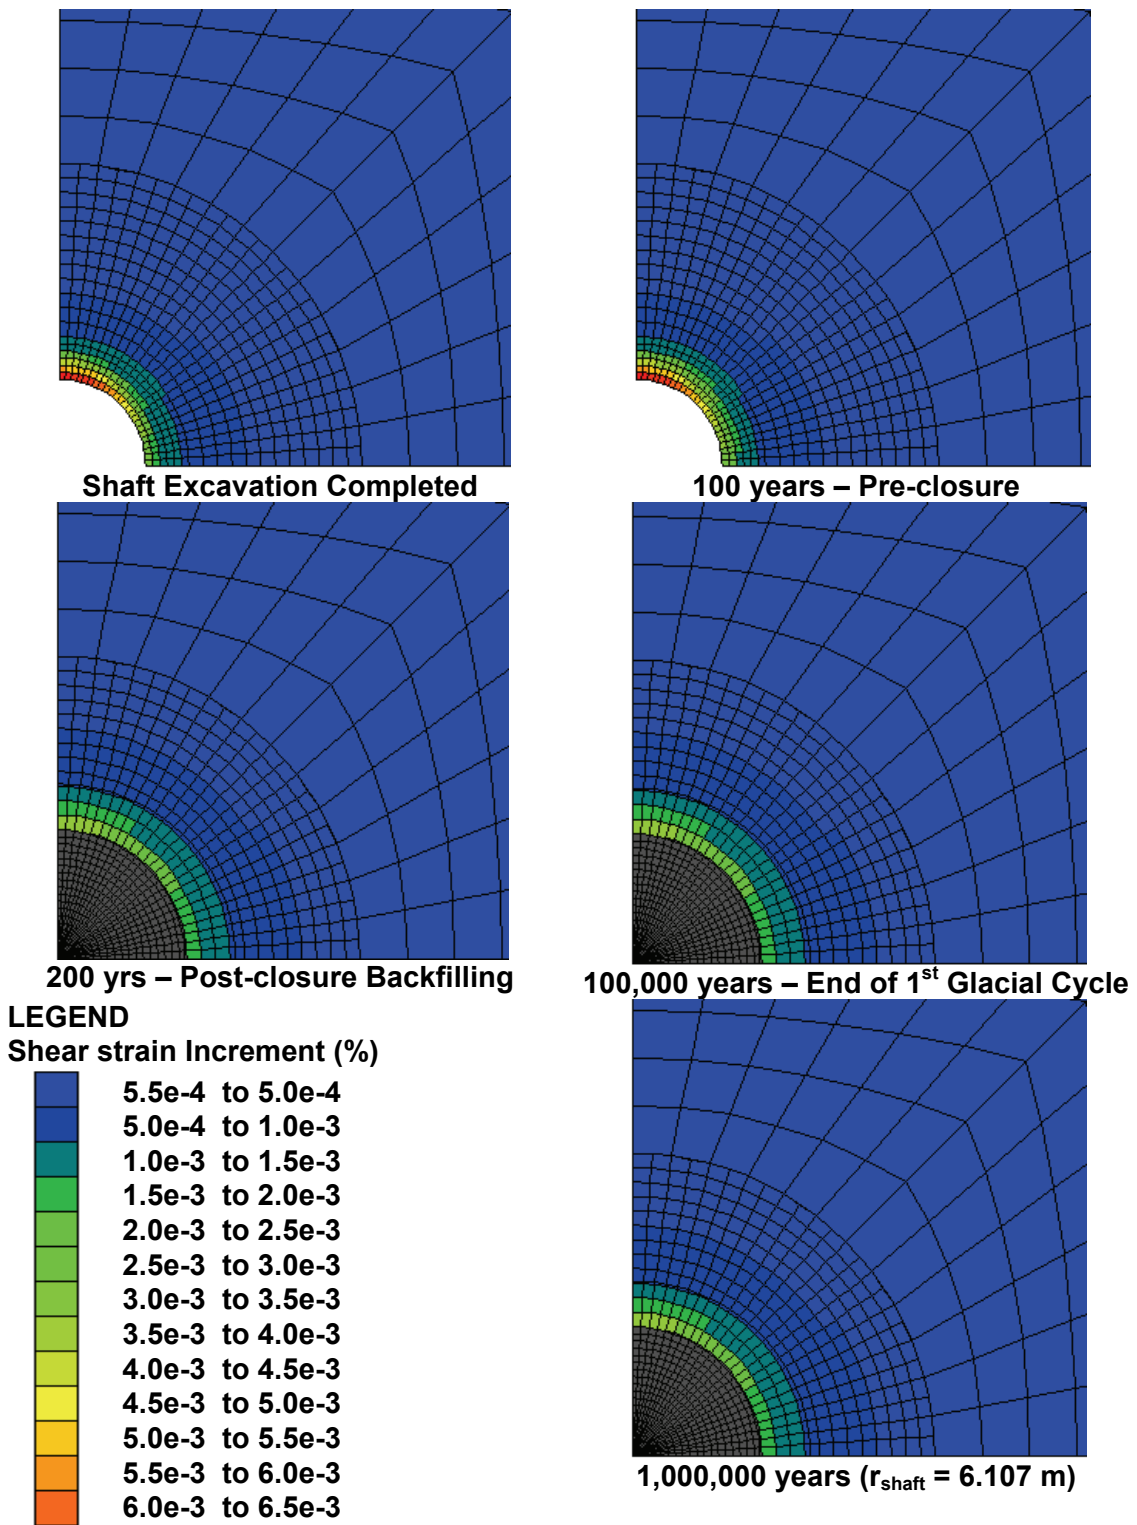 Shaft Excavation Completed
100 years – Pre-closure
200 yrs – Post-closure Backfilling
100,000 years – End of 1st Glacial Cycle
LEGEND
Shear strain Increment (%)
5.5e-4 to 5.0e-4
5.0e-4 to 1.0e-3
1.0e-3 to 1.5e-3
1.5e-3 to 2.0e-3
2.0e-3 to 2.5e-3
2.5e-3 to 3.0e-3
3.0e-3 to 3.5e-3
3.5e-3 to 4.0e-3
4.0e-3 to 4.5e-3
4.5e-3 to 5.0e-3
5.0e-3 to 5.5e-3
5.5e-3 to 6.0e-3
6.0e-3 to 6.5e-3
1,000,000 years (rshaft = 6.107 m)